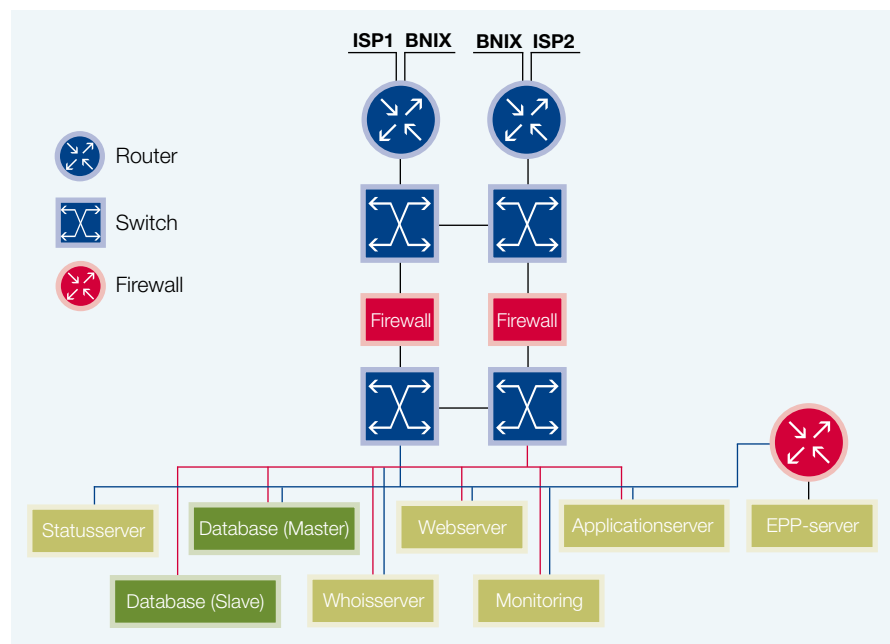 ISP1 BNIX
BNIX ISP2
Router
Switch
Firewall
Firewall
Firewall
Statusserver
Database (Master)
Webserver
Applicationserver
EPP-server
Database (Slave)
Whoisserver
Monitoring